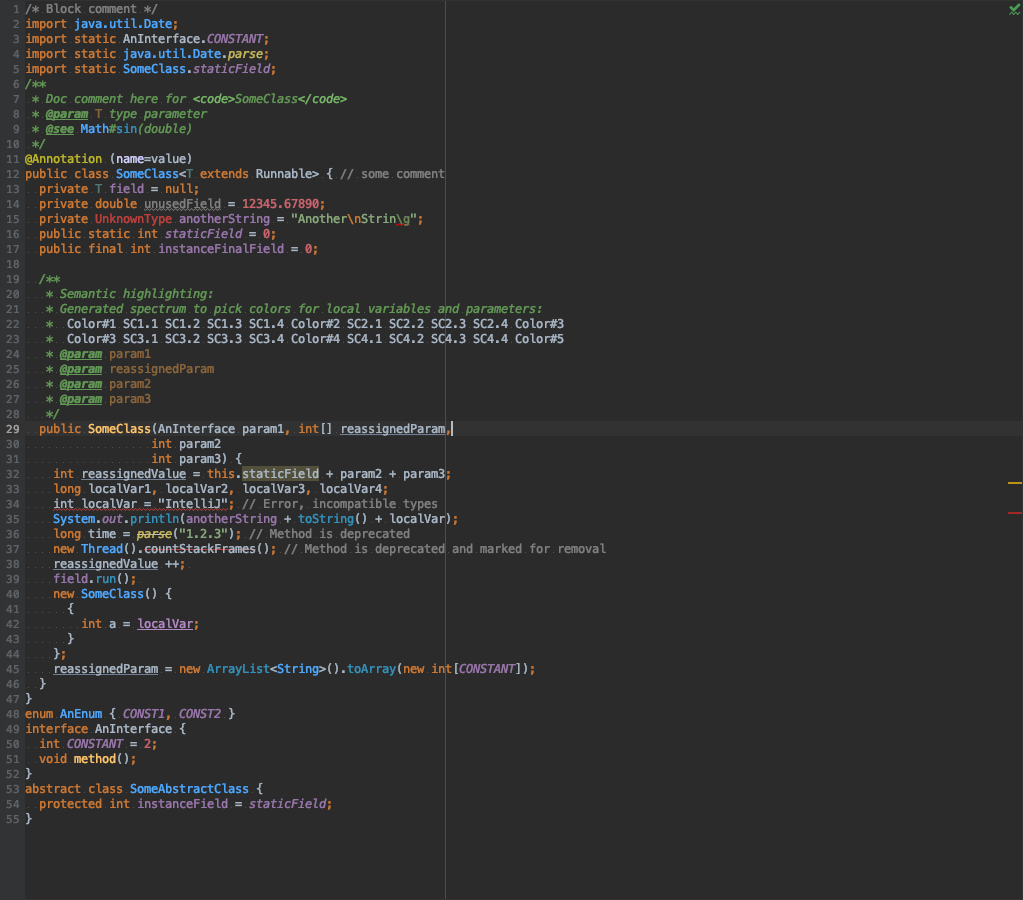 1 /* Block comment */
2 import java.util.Date;
3 import static AnInterface.CONSTANT;
4 import static java.util.Date.parse;
5 import static SomeClass.staticField;
6 /**
7  * Doc comment here for <code>SomeClass</code>
8  * @param T type parameter
9  * @see Math#sin(double)
10  */
11 @Annotation (name=value)
12 public class SomeClass<T extends Runnable> { // some comment
13   private T field = null;
14   private double unusedField = 12345.67890;
15   private UnknownType anotherString = "Another\nStrin\g";
16   public static int staticField = 0;
17   public final int instanceFinalField = 0;
18
19   /**
20    * Semantic highlighting:
21    * Generated spectrum to pick colors for local variables and parameters:
22    *  Color#1 SC1.1 SC1.2 SC1.3 SC1.4 Color#2 SC2.1 SC2.2 SC2.3 SC2.4 Color#3
23    *  Color#3 SC3.1 SC3.2 SC3.3 SC3.4 Color#4 SC4.1 SC4.2 SC4.3 SC4.4 Color#5
24    * @param param1
25    * @param reassignedParam
26    * @param param2
27    * @param param3
28    */
29   public SomeClass(AnInterface param1, int[] reassignedParam,
30                   int param2
31                   int param3) {
32     int reassignedValue = this.staticField + param2 + param3;
33     long localVar1, localVar2, localVar3, localVar4;
34     int localVar = "IntelliJ"; // Error, incompatible types
35     System.out.println(anotherString + toString() + localVar);
36     long time = parse("1.2.3"); // Method is deprecated
37     new Thread().countStackFrames(); // Method is deprecated and marked for removal
38     reassignedValue ++;
39     field.run();
40     new SomeClass() {
41       {
42         int a = localVar;
43       }
44     };
45     reassignedParam = new ArrayList<String>().toArray(new int[CONSTANT]);
46   }
47 }
48 enum AnEnum { CONST1, CONST2 }
49 interface AnInterface {
50   int CONSTANT = 2;
51   void method();
52 }
53 abstract class SomeAbstractClass {
54   protected int instanceField = staticField;
55 }